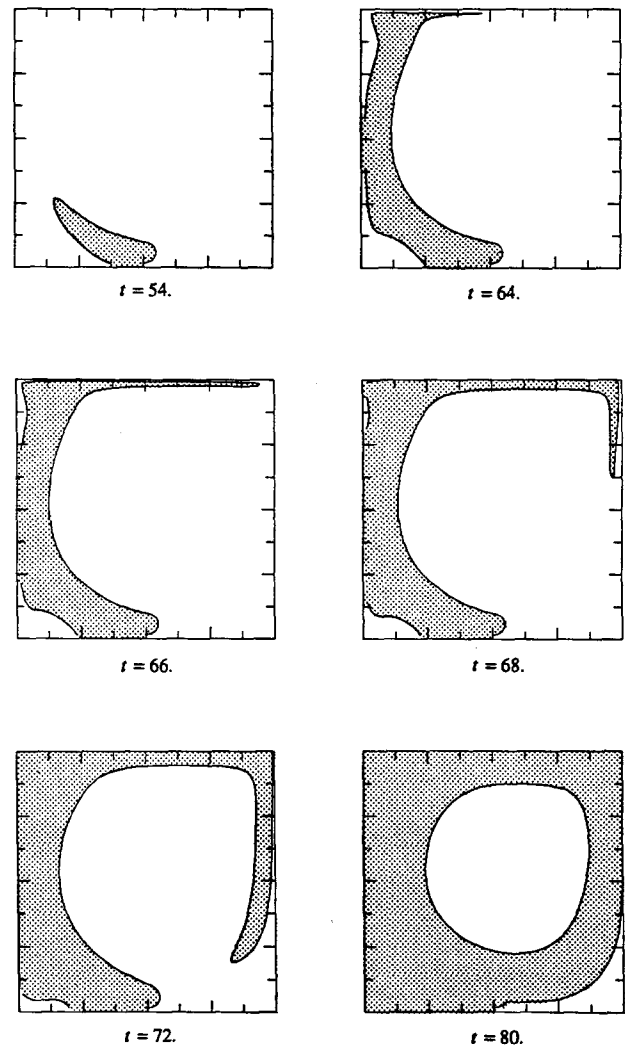 t = 54.
t = 64.
t = 66.
t = 68.
t = 72.
t = 80.